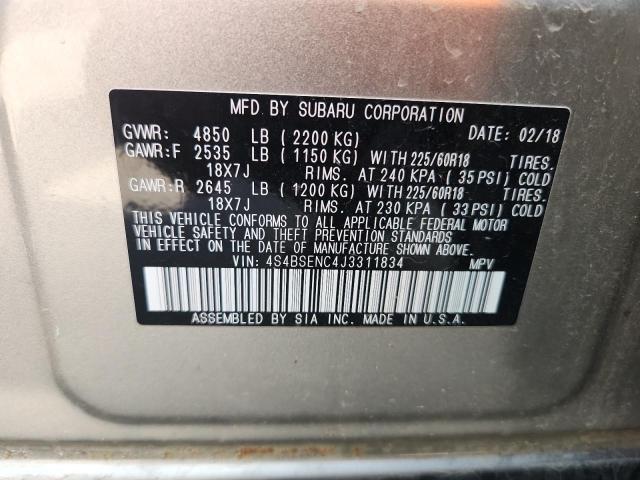 MFD BY SUBARU CORPORATION
GVWR: 4850 LB ( 2200 KG) DATE: 02/18
GAWR:F 2535 LB ( 1150 KG) WITH 225/60R18 TIRES.
18X7J RIMS. AT 240 KPA ( 35 PSI) COLD
GAWR:R 2645 LB ( 1200 KG) WITH 225/60R18 TIRES.
18X7J RIMS. AT 230 KPA ( 33 PSI) COLD
THIS VEHICLE CONFORMS TO ALL APPLICABLE FEDERAL MOTOR
VEHICLE SAFETY AND THEFT PREVENTION STANDARDS
IN EFFECT ON THE DATE OF MANUFACTURE SHOWN ABOVE.
VIN: 4S4BSENC4J3311834 MPV
ASSEMBLED BY SIA INC. MADE IN U.S.A.